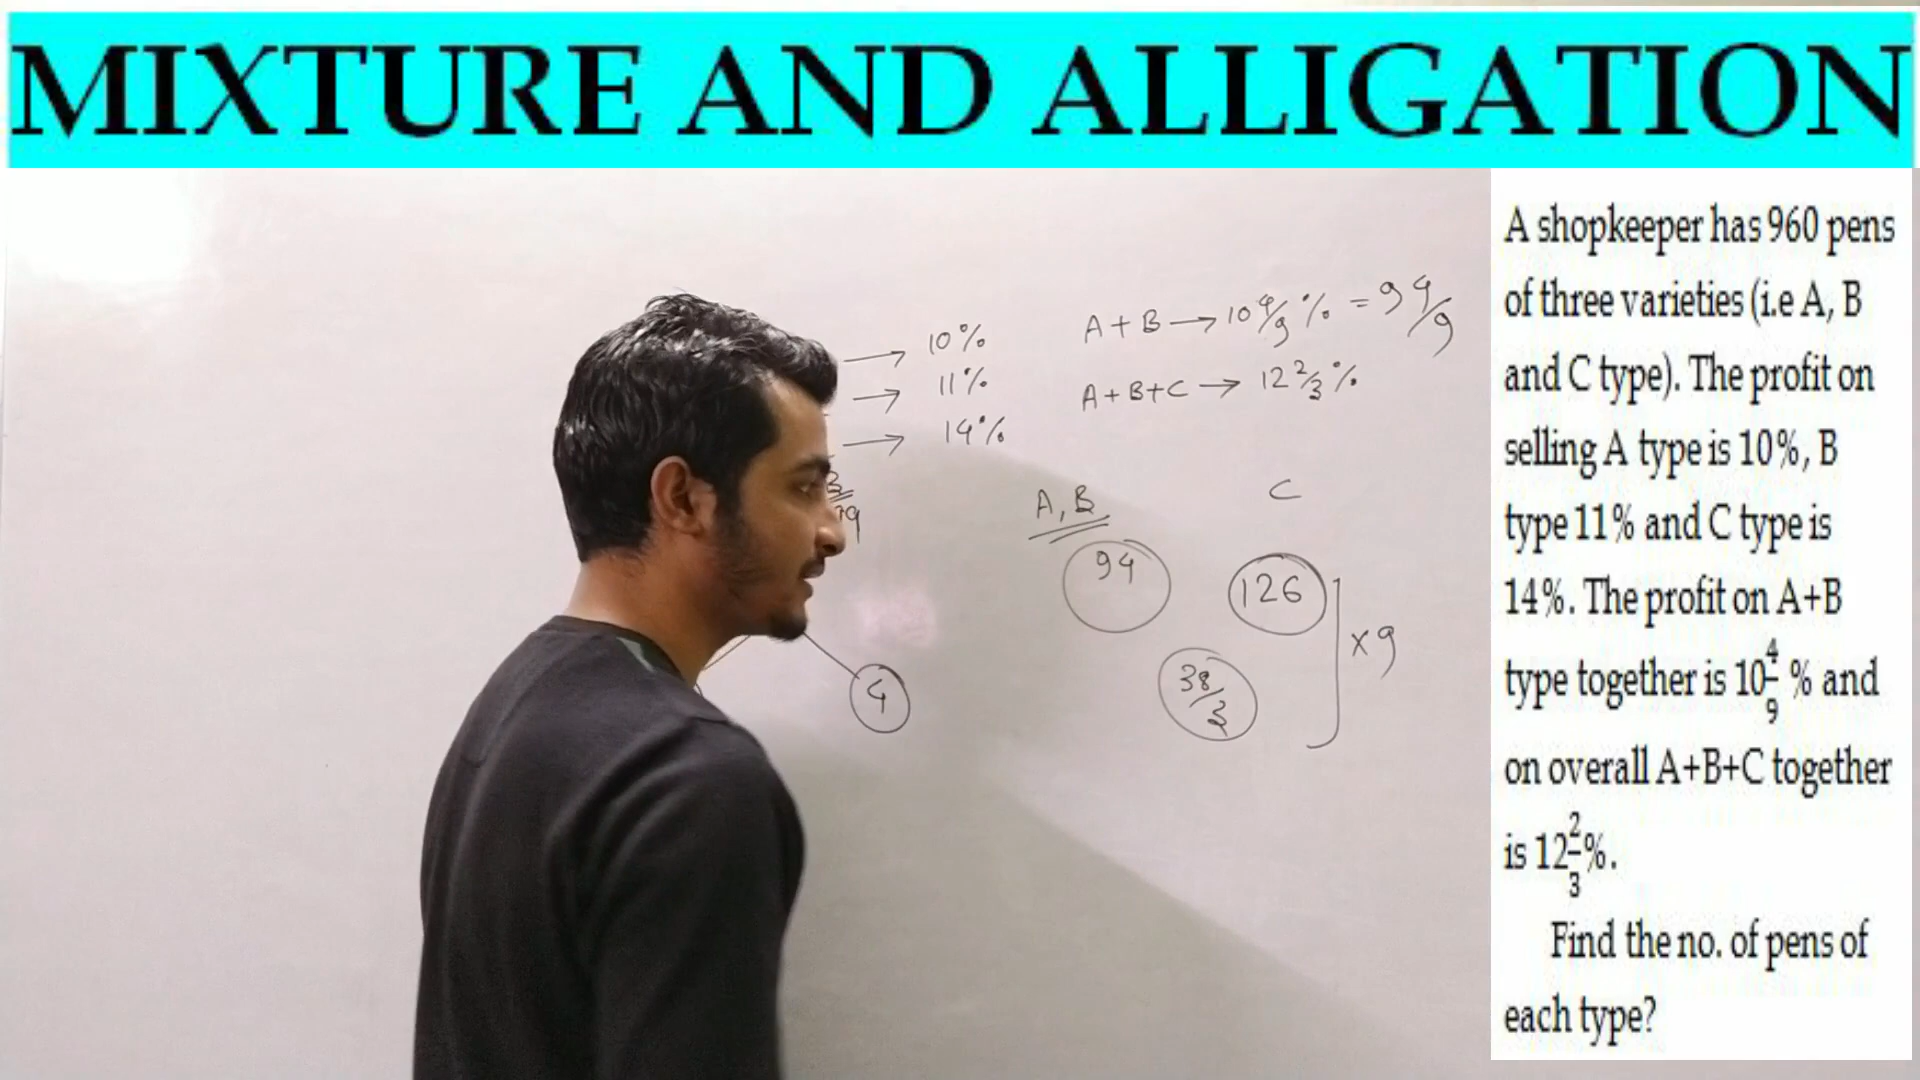 MIXTURE AND ALLIGATION
A shopkeeper has 960 pens
of three varieties (i.e A, B
and C type). The profit on
selling A type is 10%, B
type 11% and C type is
14%. The profit on A+B
type together is 10 4/9 % and
on overall A+B+C together
is 12 2/3%.
Find the no. of pens of
each type?
→ 10%
→ 11%
→ 14%
A+B → 10 4/9 % = 94/9
A+B+C → 12 2/3 %
A, B C
94 126
38/3
] x9
4